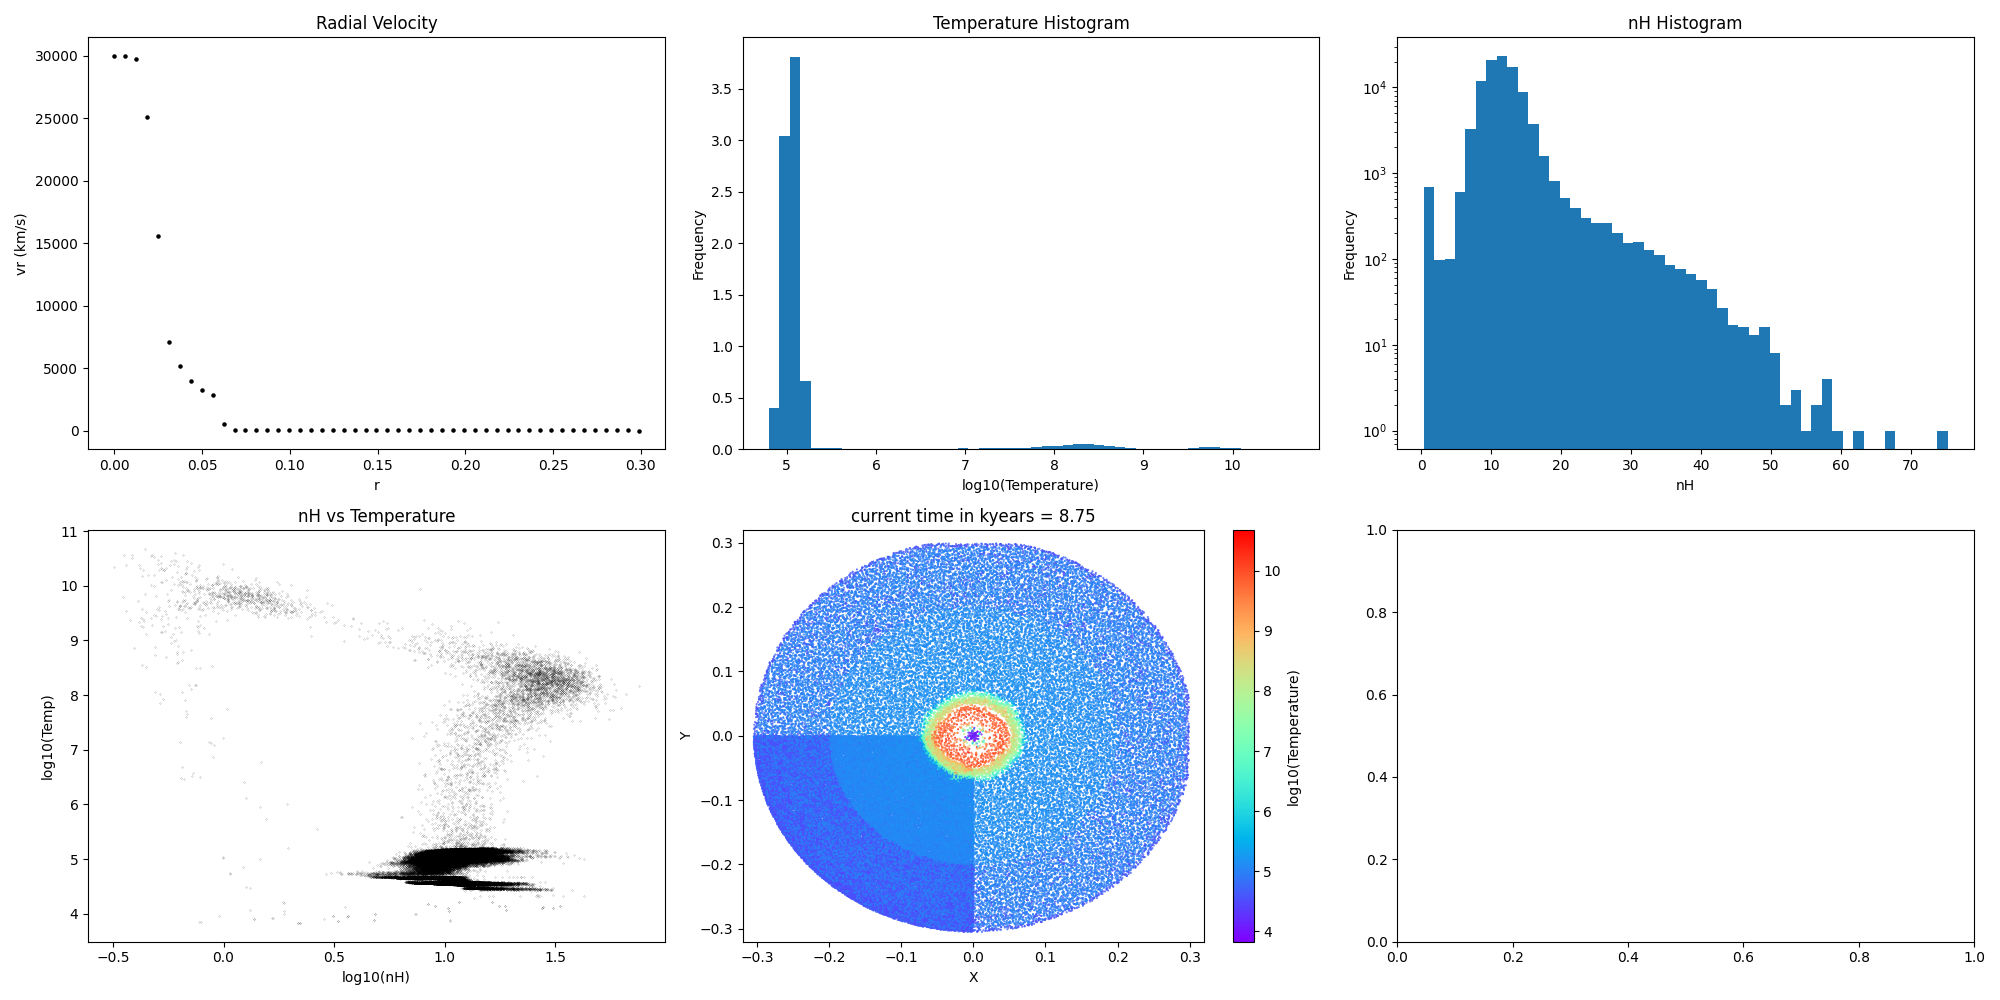 Radial Velocity
30000
25000
20000
15000
10000
5000
0
vr (km/s)
0.00 0.05 0.10 0.15 0.20 0.25 0.30
r
Temperature Histogram
3.5
3.0
2.5
2.0
1.5
1.0
0.5
0.0
Frequency
5 6 7 8 9 10
log10(Temperature)
nH Histogram
10^4
10^3
10^2
10^1
10^0
Frequency
0 10 20 30 40 50 60 70
nH
nH vs Temperature
11
10
9
8
7
6
5
4
log10(Temp)
−0.5 0.0 0.5 1.0 1.5
log10(nH)
current time in kyears = 8.75
0.3
0.2
0.1
0.0
−0.1
−0.2
−0.3
Y
−0.3 −0.2 −0.1 0.0 0.1 0.2 0.3
X
10
9
8
7
6
5
4
log10(Temperature)
1.0
0.8
0.6
0.4
0.2
0.0
0.0 0.2 0.4 0.6 0.8 1.0